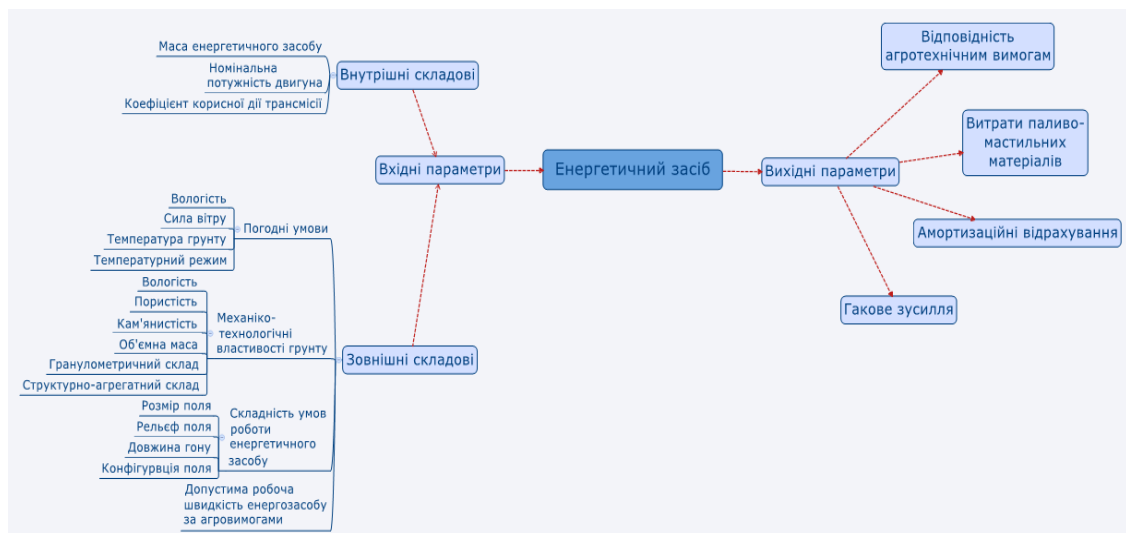 Маса енергетичного засобу
Номінальна
потужність двигуна
Коефіцієнт корисної дії трансмісії
Внутрішні складові
Вхідні параметри
Енергетичний засіб
Вихідні параметри
Відповідність
агротехнічним вимогам
Витрати паливо-
мастильних
матеріалів
Амортизаційні відрахування
Гакове зусилля
Вологість
Сила вітру
Температура грунту
Температурний режим
Погодні умови
Вологість
Пористість
Кам'янистість
Об'ємна маса
Гранулометричний склад
Структурно-агрегатний склад
Механіко-
технологічні
властивості грунту
Зовнішні складові
Розмір поля
Рельєф поля
Довжина гону
Конфігурвція поля
Складність умов
роботи
енергетичного
засобу
Допустима робоча
швидкість енергозасобу
за агровимогами